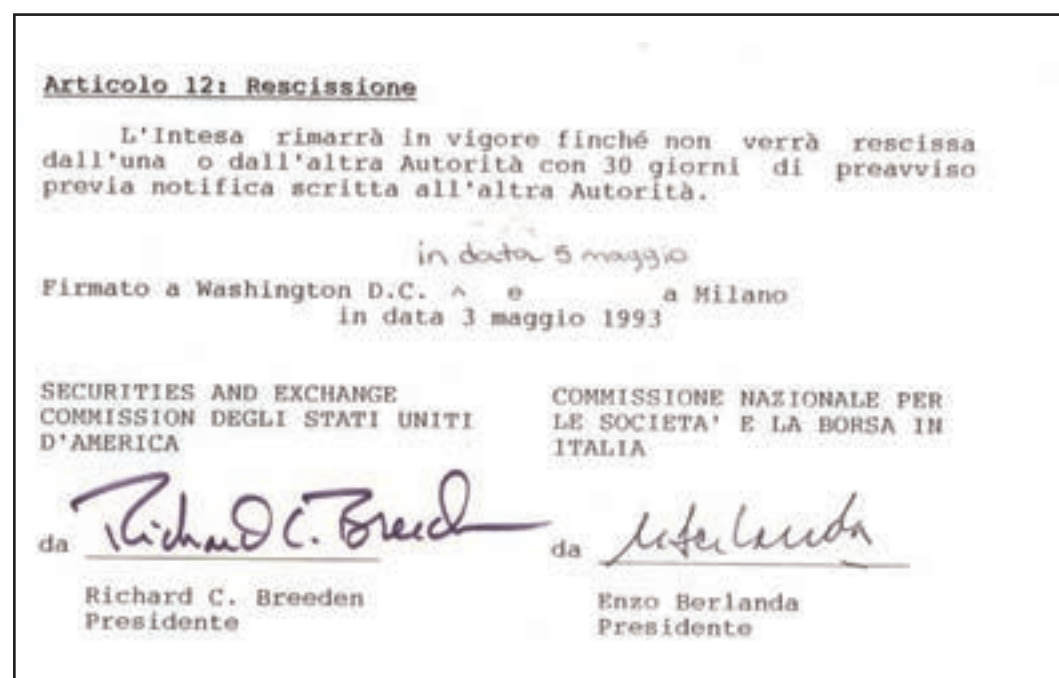 Articolo 12: Rescissione
L'Intesa rimarrà in vigore finché non verrà rescissa
dall'una o dall'altra Autorità con 30 giorni di preavviso
previa notifica scritta all'altra Autorità.
in data 5 maggio
Firmato a Washington D.C. ^ e a Milano
in data 3 maggio 1993
SECURITIES AND EXCHANGE
COMMISSION DEGLI STATI UNITI
D'AMERICA
COMMISSIONE NAZIONALE PER
LE SOCIETA' E LA BORSA IN
ITALIA
da Richard C. Breeden
Richard C. Breeden
Presidente
da
Enzo Berlanda
Presidente